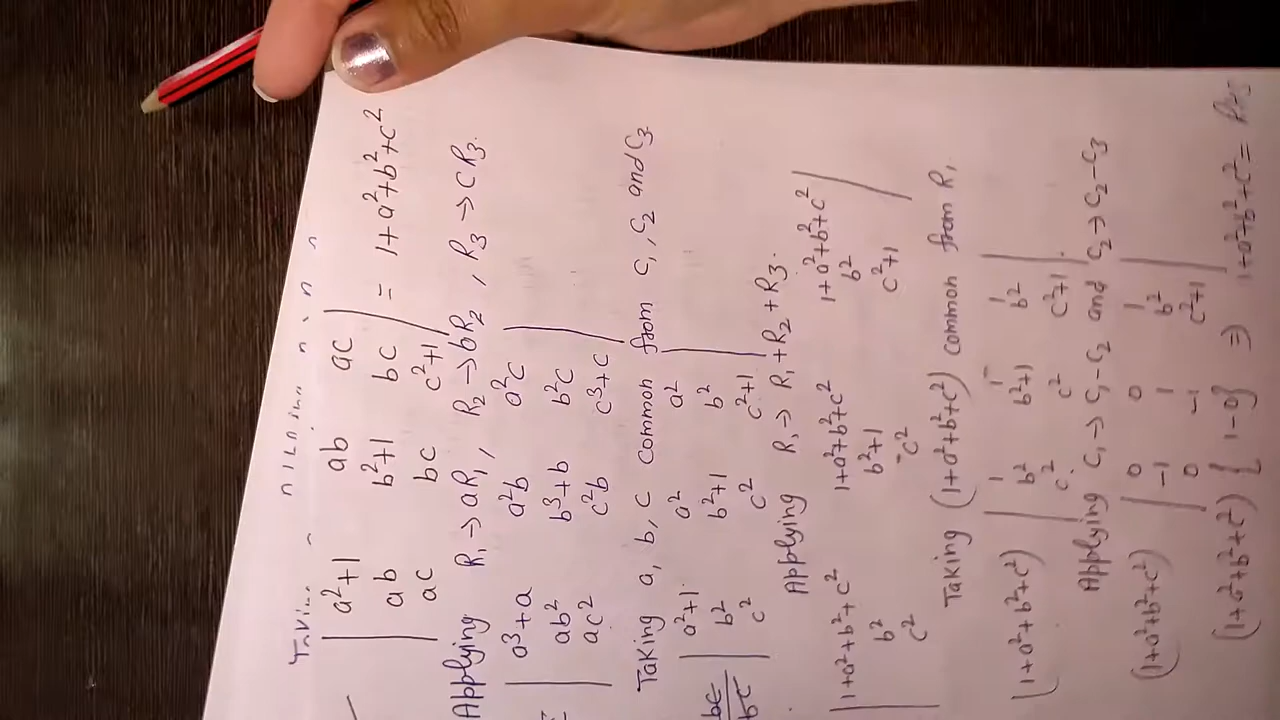 | a²+1 ab ac | = 1+a²+b²+c²
ab b²+1 bc
ac bc c²+1
Applying R₁→aR₁, R₂→bR₂, R₃→CR₃.
| a³+a a²b a²c |
ab² b³+b b²c
ac² c²b c³+c
Taking a, b, c common from C₁, C₂ and C₃
| a²+1 a² a² |
b² b²+1 b²
c² c² c²+1
Applying R₁→ R₁+R₂+R₃.
| 1+a²+b²+c² 1+a²+b²+c² 1+a²+b²+c² |
b² b²+1 b²
c² c² c²+1
Taking (1+a²+b²+c²) common from R₁
(1+a²+b²+c²) | 1 1 1 |
b² b²+1 b²
c² c² c²+1
Applying C₁→C₁-C₂ and C₂→C₂-C₃
(1+a²+b²+c²) | 0 0 1 |
-1 1 b²
0 -1 c²+1
(1+a²+b²+c²) { 1-0} ⇒ 1+a²+b²+c² =